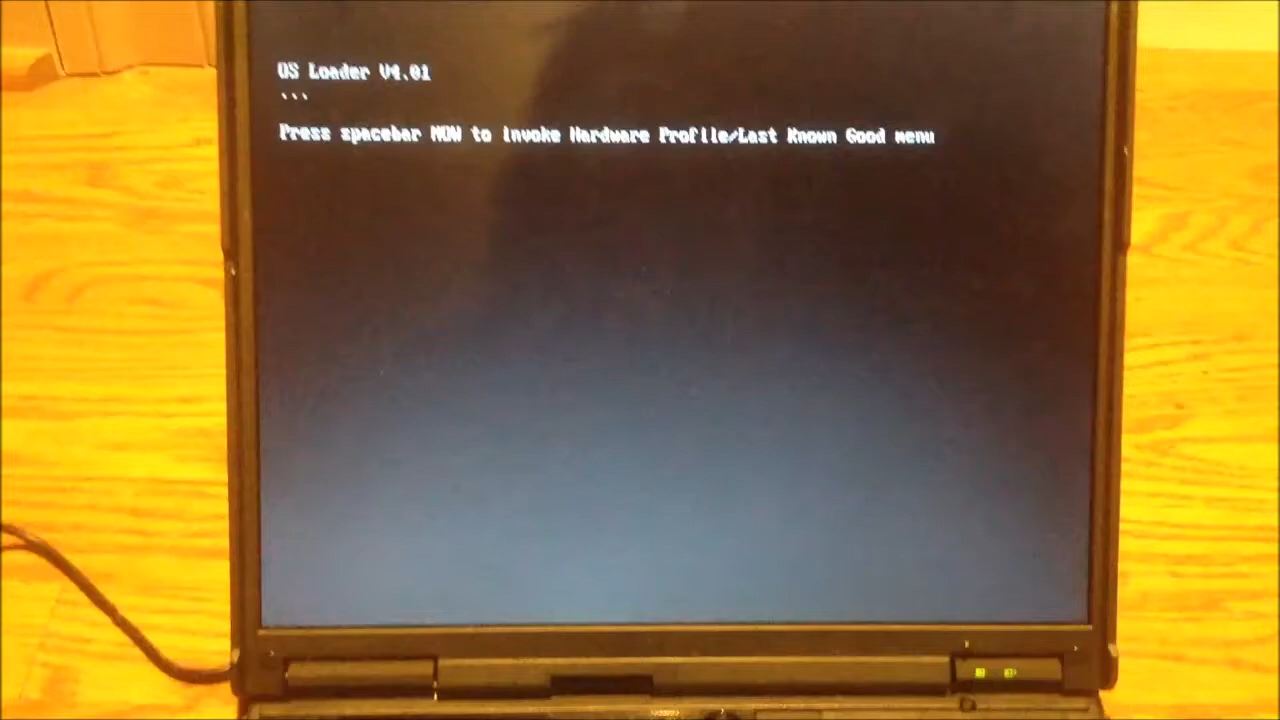 OS Loader V4.01
...
Press spacebar NOW to invoke Hardware Profile/Last Known Good menu